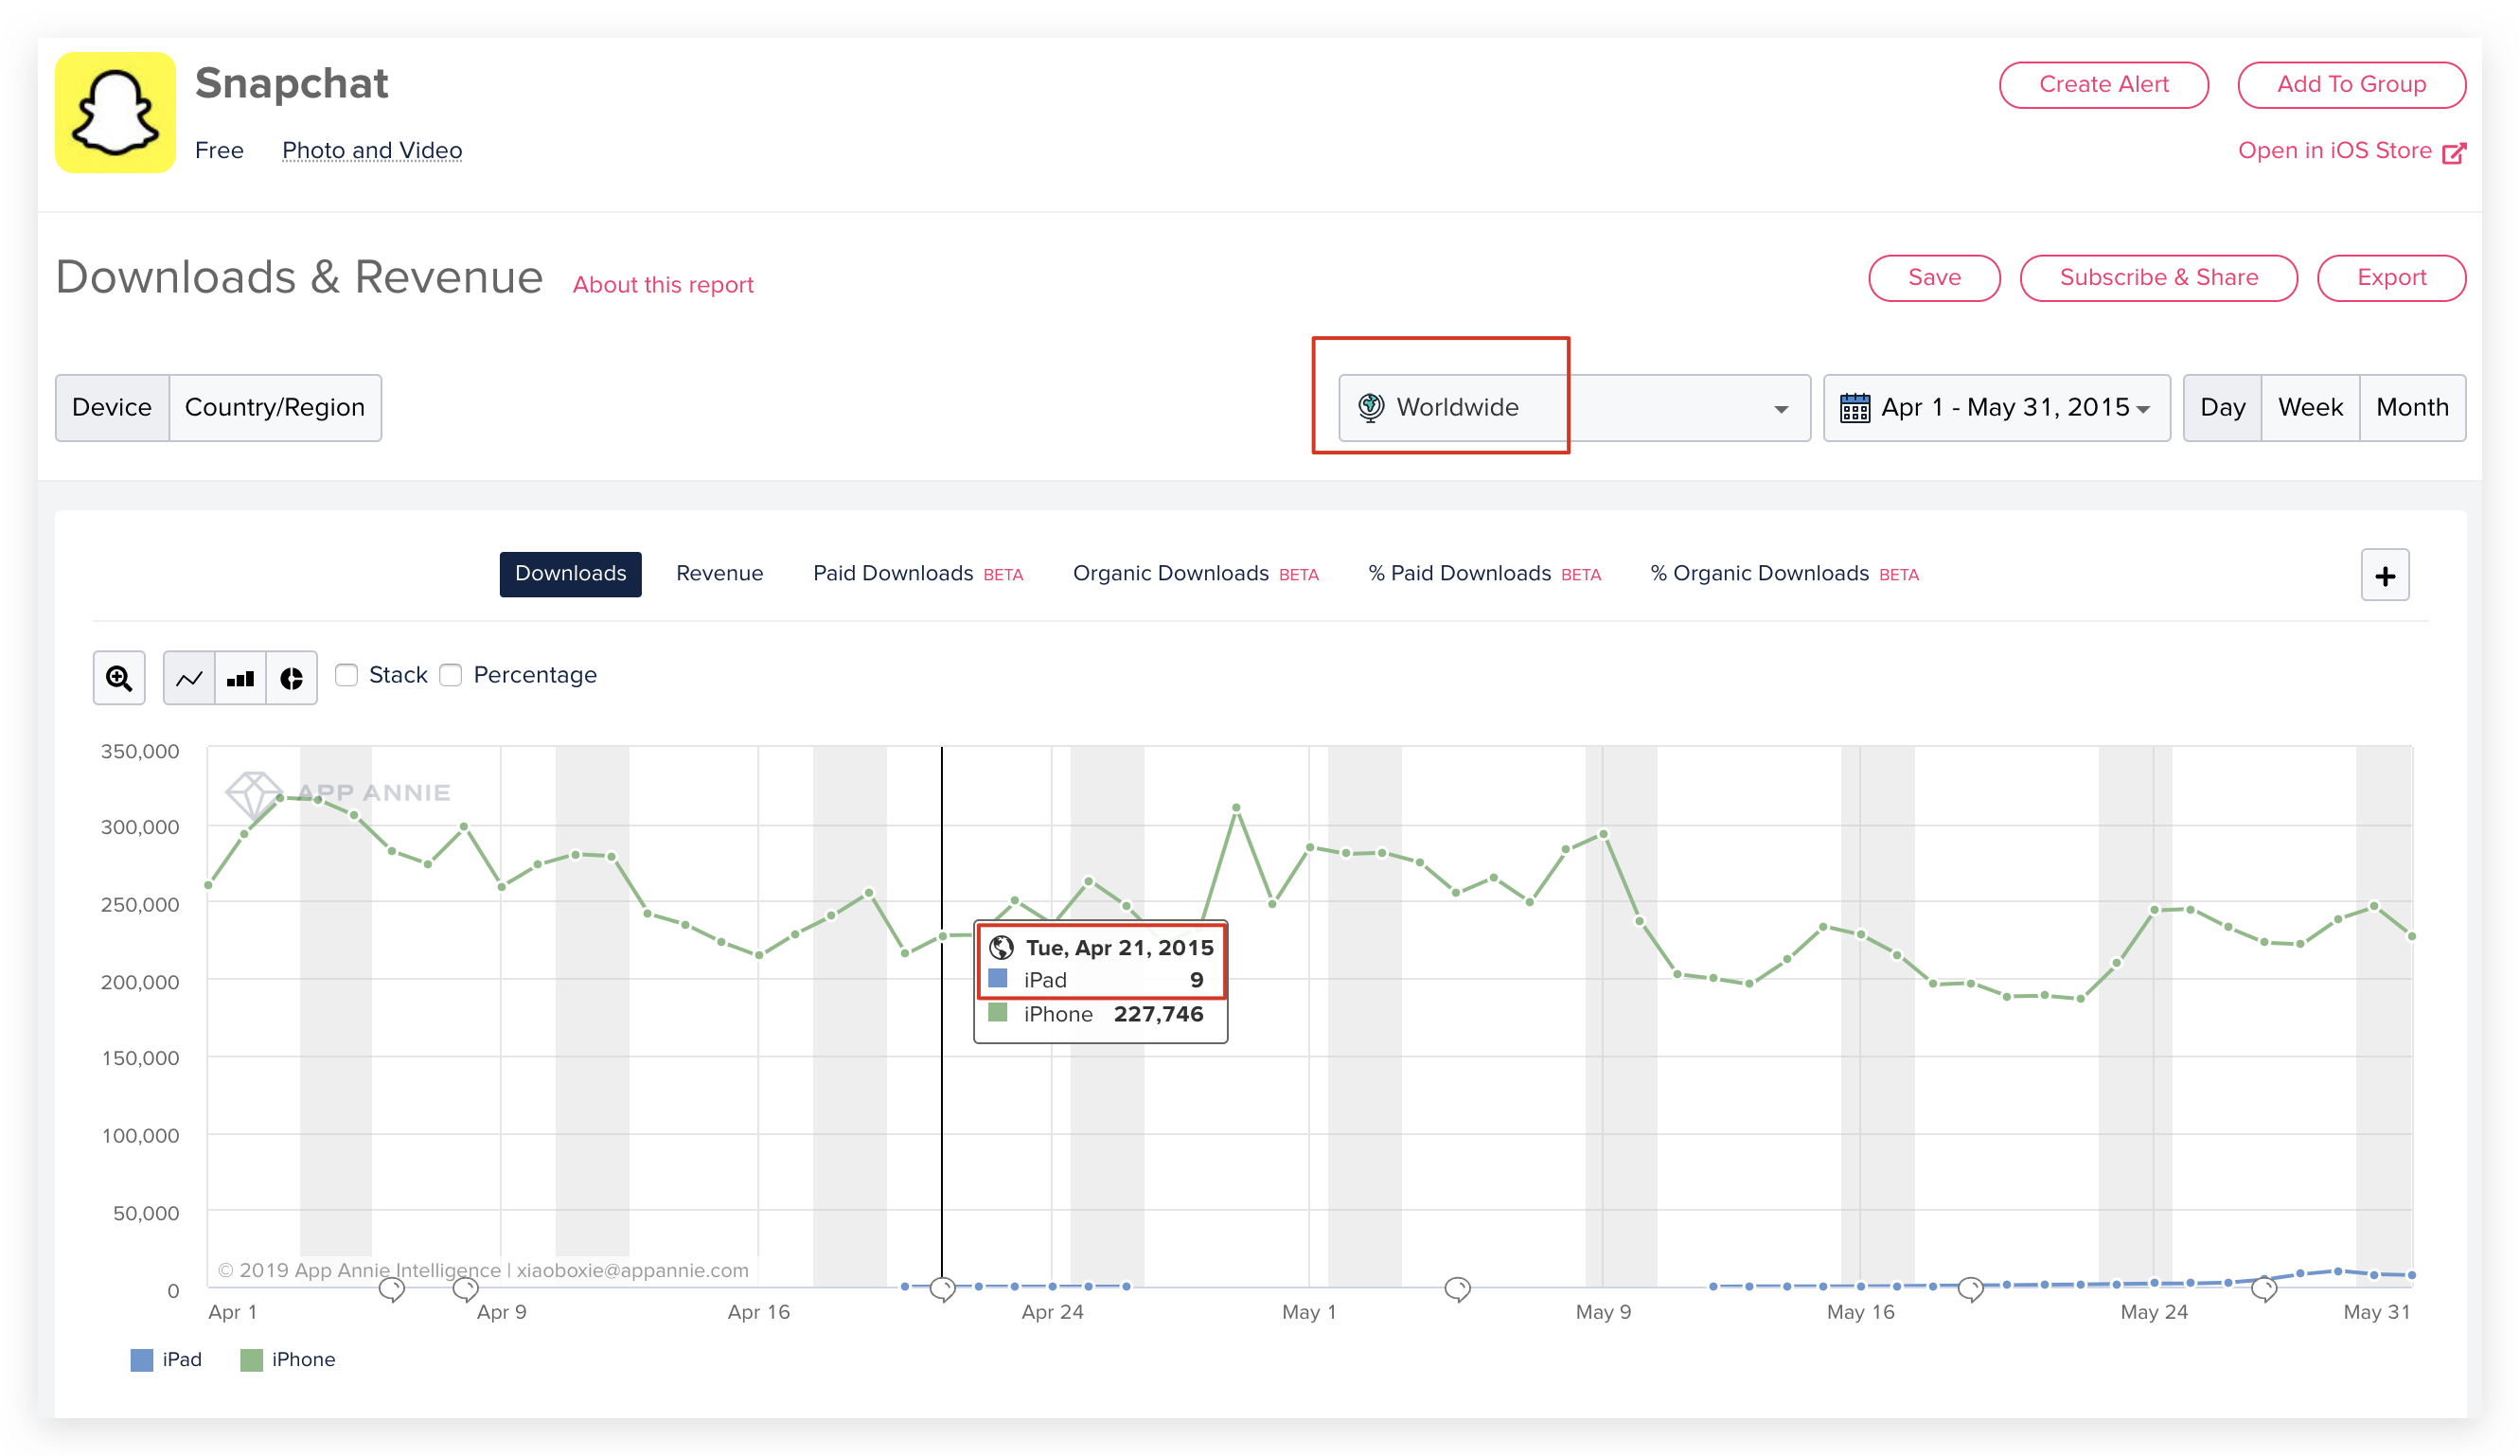 Snapchat
Create Alert
Add To Group
Free
Photo and Video
Open in iOS Store
Downloads & Revenue
About this report
Save
Subscribe & Share
Export
Device
Country/Region
Worldwide
Apr 1 - May 31, 2015
Day
Week
Month
Downloads
Revenue
Paid Downloads BETA
Organic Downloads BETA
% Paid Downloads BETA
% Organic Downloads BETA
+
Stack
Percentage
350,000
APP ANNIE
300,000
250,000
Tue, Apr 21, 2015
iPad 9
iPhone 227,746
200,000
150,000
100,000
50,000
© 2019 App Annie Intelligence | xiaoboxie@appannie.com
0
Apr 1
Apr 9
Apr 16
Apr 24
May 1
May 9
May 16
May 24
May 31
iPad
iPhone